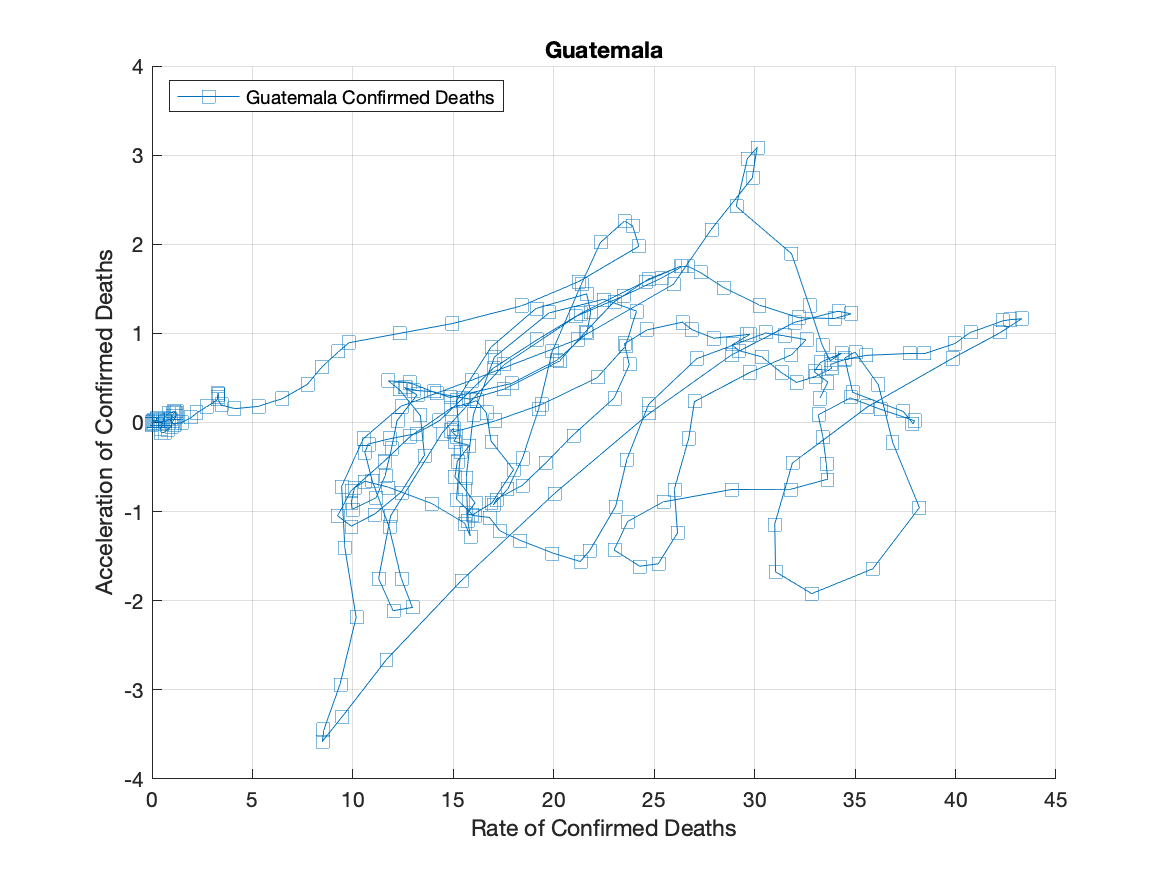 Guatemala
Guatemala Confirmed Deaths
4
3
2
1
0
-1
-2
-3
-4
Acceleration of Confirmed Deaths
0 5 10 15 20 25 30 35 40 45
Rate of Confirmed Deaths